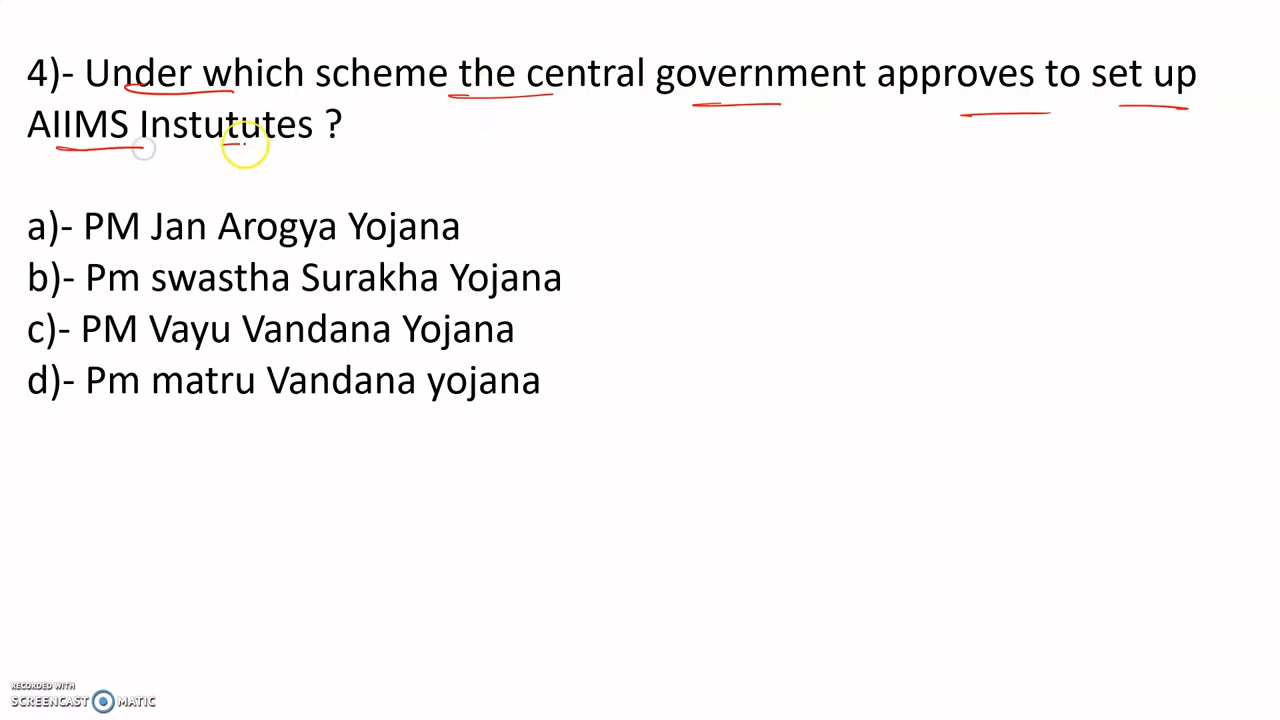 4)- Under which scheme the central government approves to set up
AIIMS Instututes ?
a)- PM Jan Arogya Yojana
b)- Pm swastha Surakha Yojana
c)- PM Vayu Vandana Yojana
d)- Pm matru Vandana yojana
RECORDED WITH
SCREENCAST MATIC